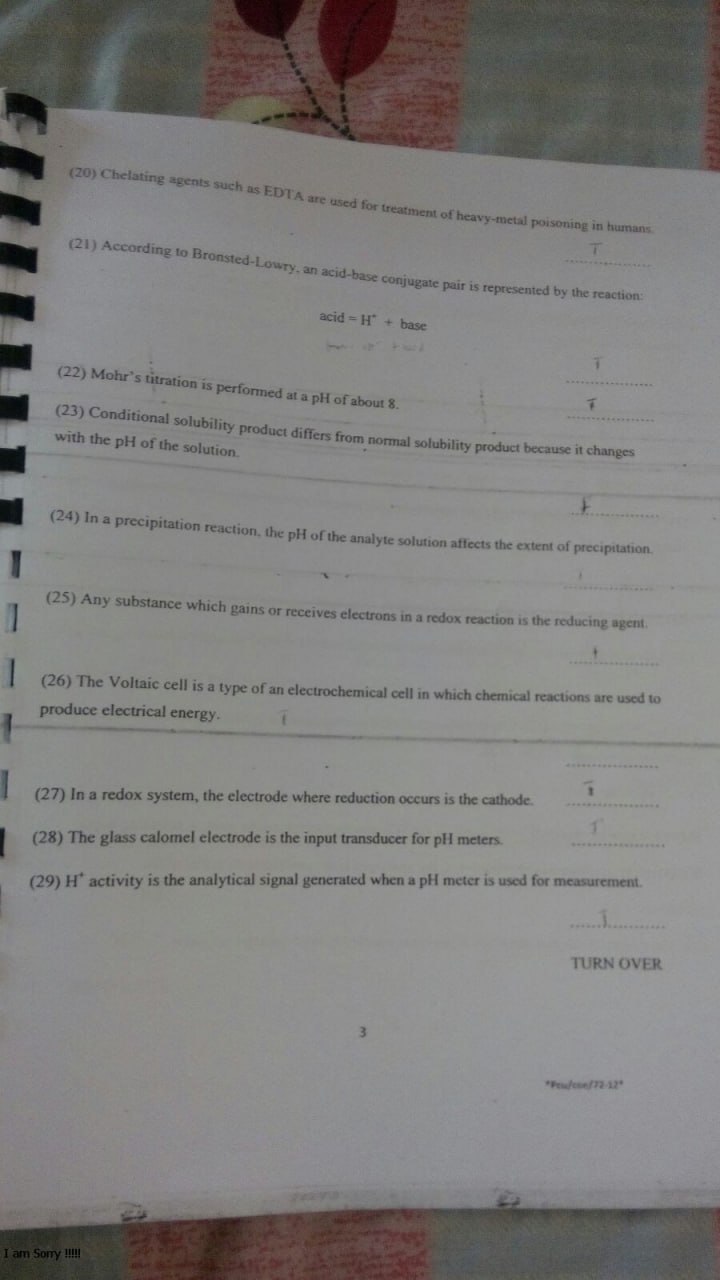 (20) Chelating agents such as EDTA are used for treatment of heavy-metal poisoning in humans.
T
(21) According to Bronsted-Lowry, an acid-base conjugate pair is represented by the reaction:
acid = H⁺ + base
T
(22) Mohr's titration is performed at a pH of about 8.
(23) Conditional solubility product differs from normal solubility product because it changes
with the pH of the solution.
(24) In a precipitation reaction, the pH of the analyte solution affects the extent of precipitation.
(25) Any substance which gains or receives electrons in a redox reaction is the reducing agent.
(26) The Voltaic cell is a type of an electrochemical cell in which chemical reactions are used to
produce electrical energy. T
(27) In a redox system, the electrode where reduction occurs is the cathode. T
(28) The glass calomel electrode is the input transducer for pH meters. T
(29) H⁺ activity is the analytical signal generated when a pH meter is used for measurement.
T
TURN OVER
3
I am Sorry !!!!!